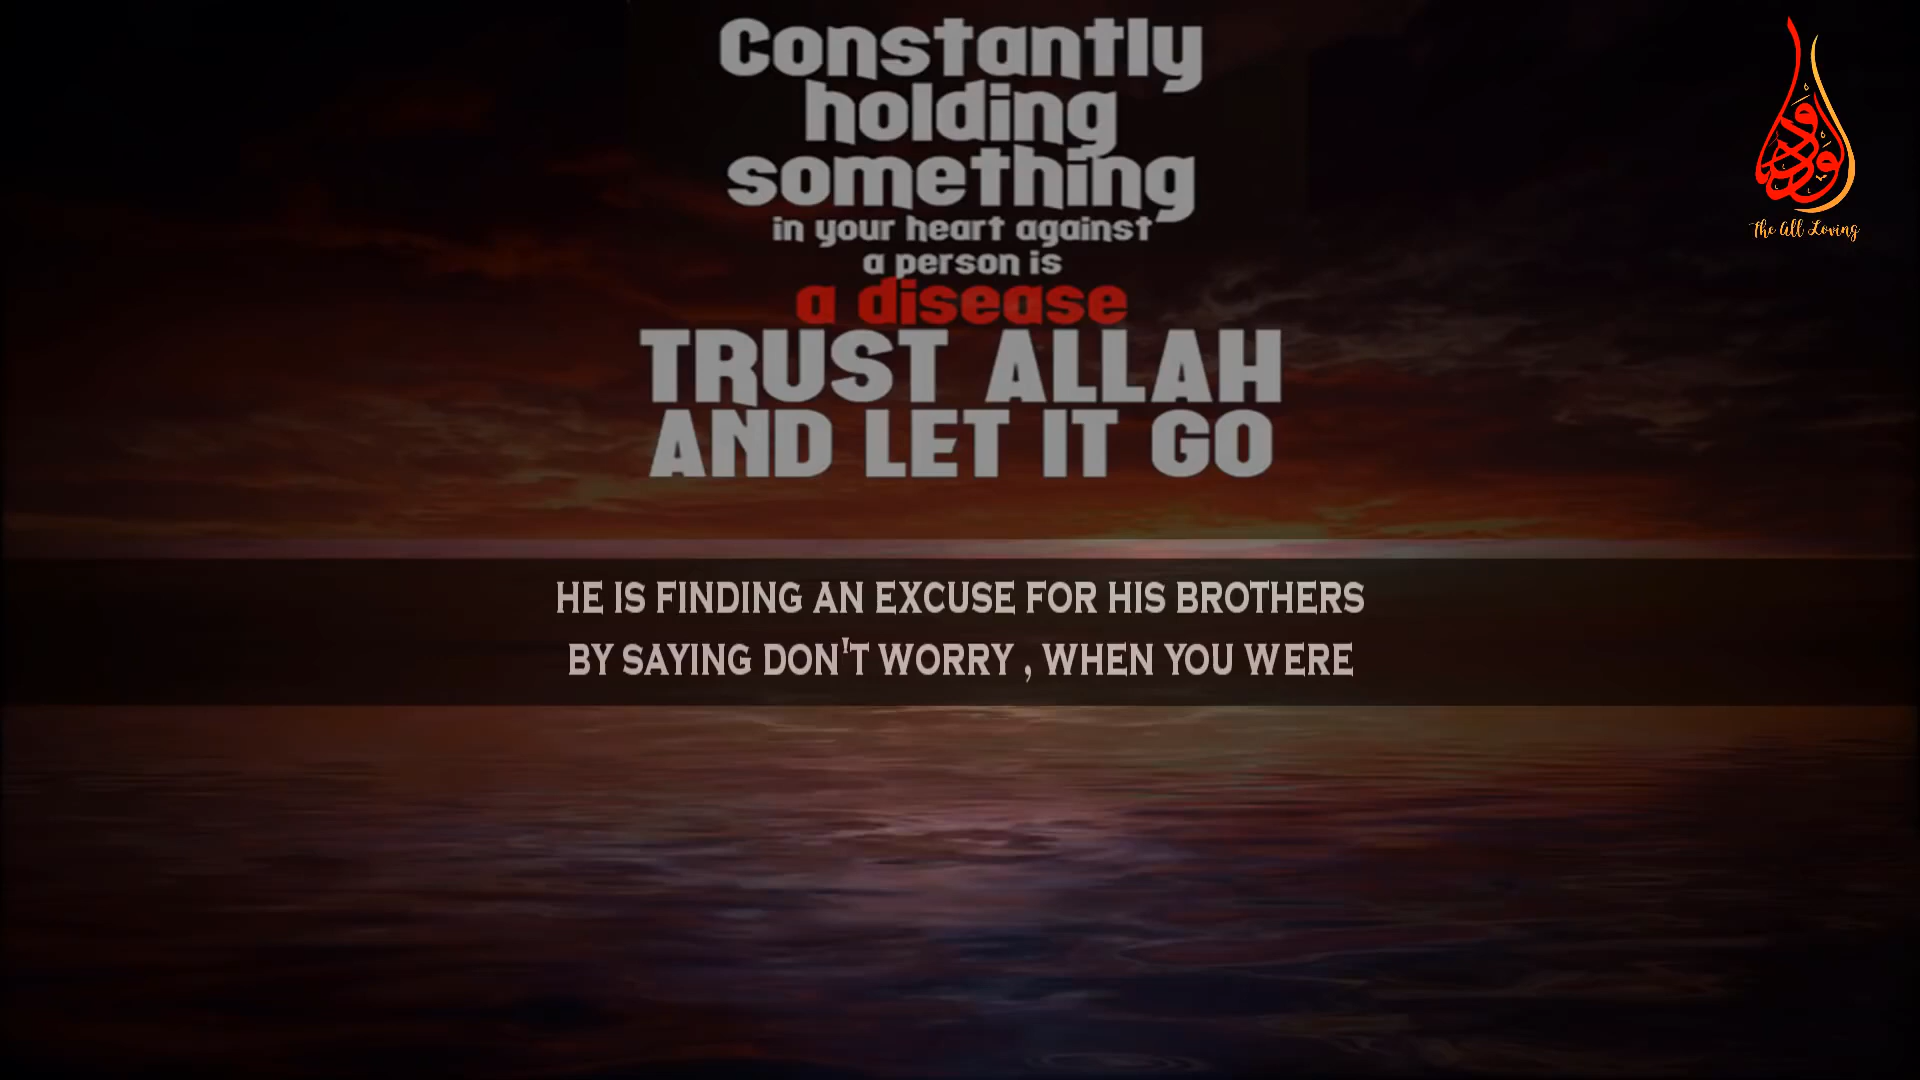 Constantly
holding
something
in your heart against
a person is
a disease
TRUST ALLAH
AND LET IT GO
The All Loving
HE IS FINDING AN EXCUSE FOR HIS BROTHERS
BY SAYING DON'T WORRY , WHEN YOU WERE